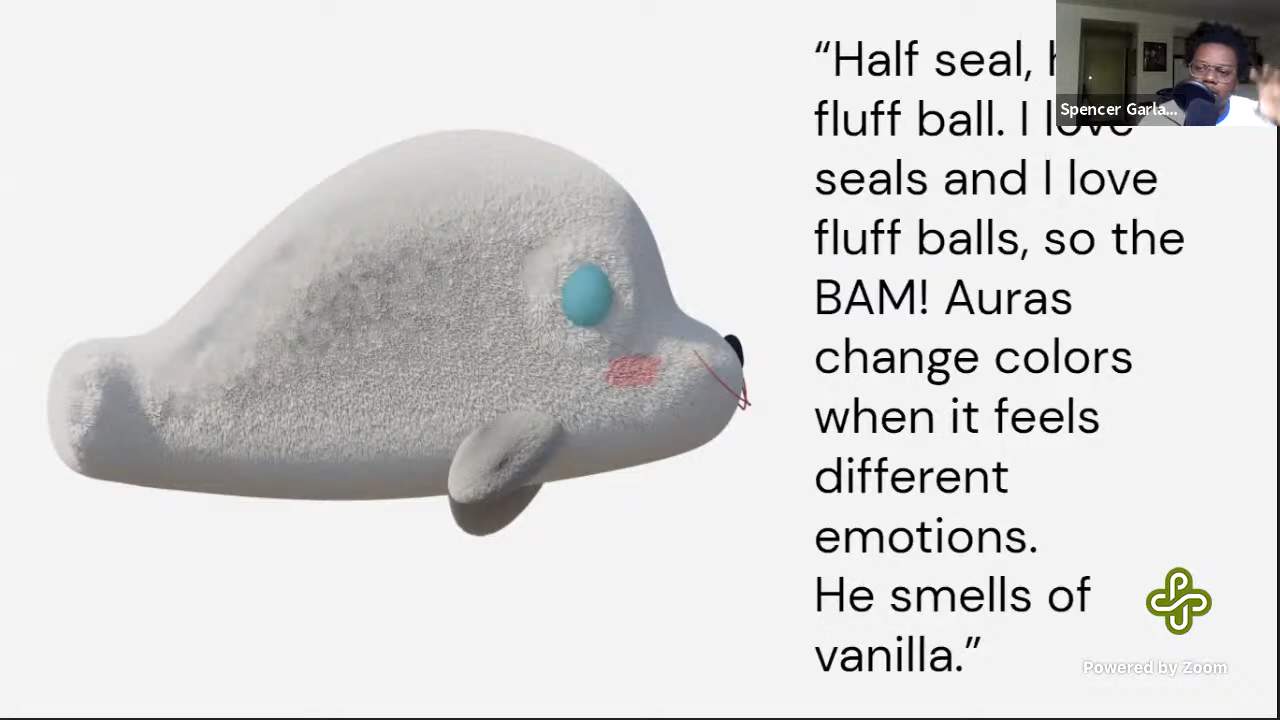 “Half seal,
fluff ball. I love
seals and I love
fluff balls, so the
BAM! Auras
change colors
when it feels
different
emotions.
He smells of
vanilla.”
Spencer Garla...
Powered by Zoom